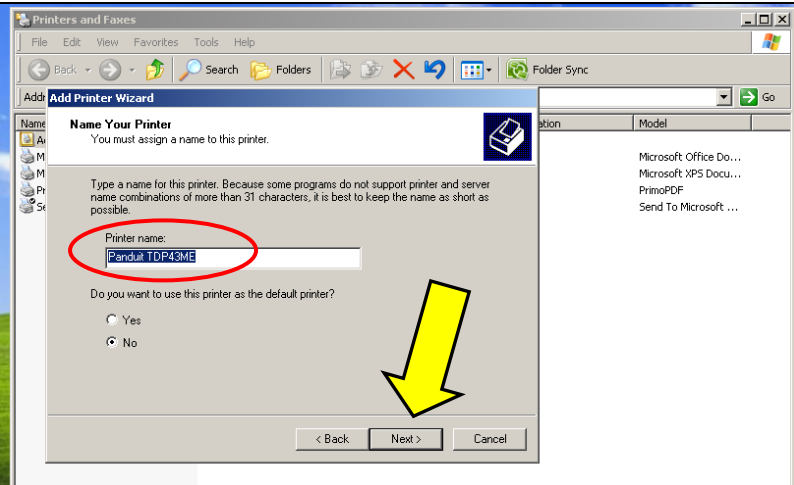 Printers and Faxes
File Edit View Favorites Tools Help
Back Search Folders Folder Sync
Go
Add Printer Wizard
Name Model
Name Your Printer
You must assign a name to this printer.
Microsoft Office Do...
Microsoft XPS Docu...
PrimoPDF
Send To Microsoft ...
Type a name for this printer. Because some programs do not support printer and server
name combinations of more than 31 characters, it is best to keep the name as short as
possible.
Printer name:
Panduit TDP43ME
Do you want to use this printer as the default printer?
Yes
No
< Back Next > Cancel